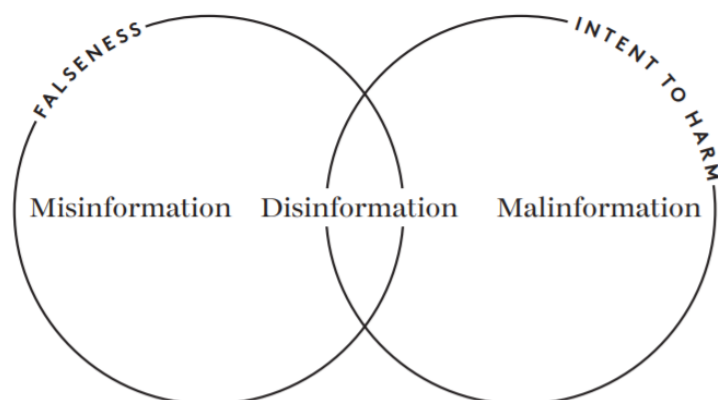 FALSENESS
INTENT TO HARM
Misinformation
Disinformation
Malinformation